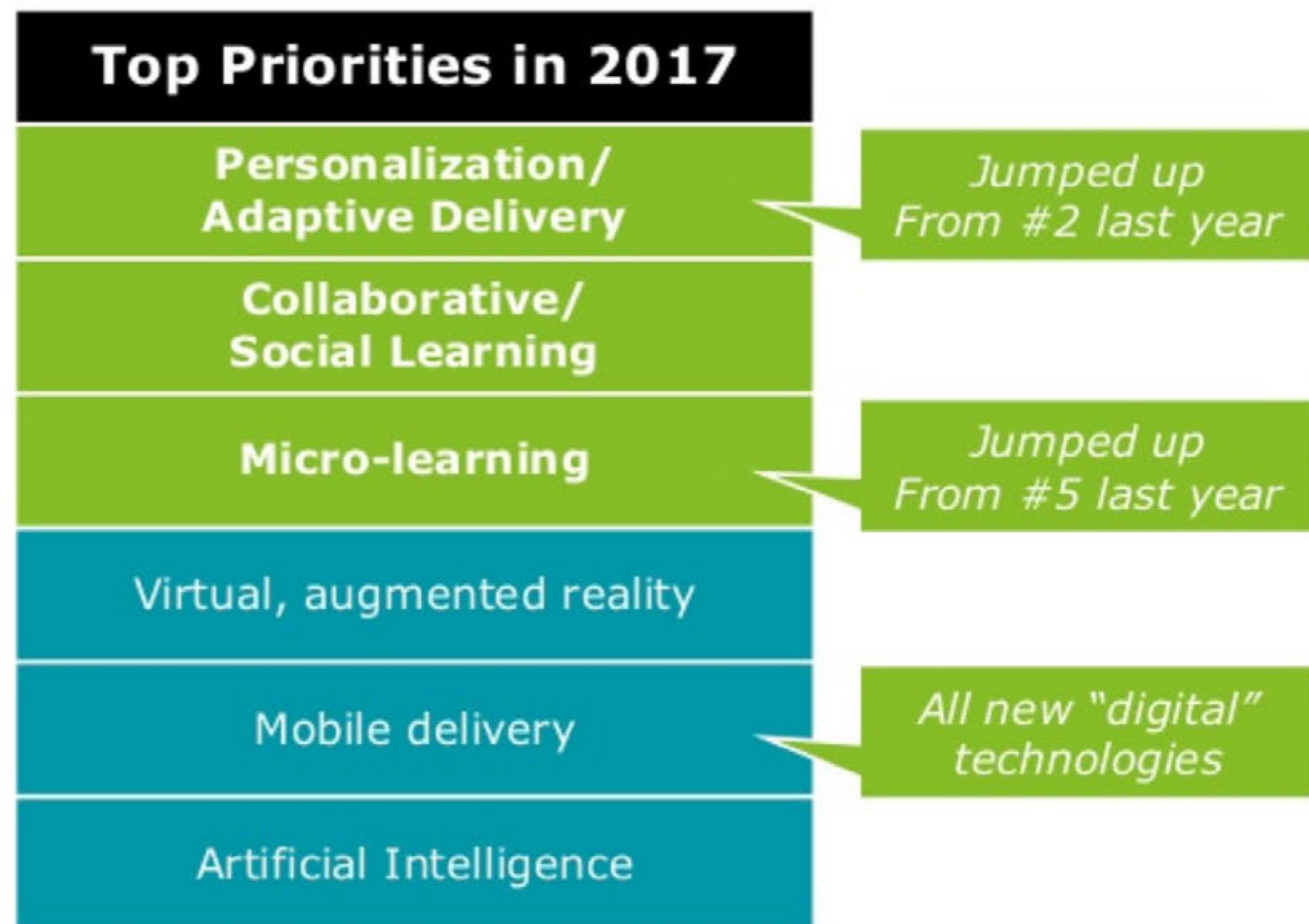 Top Priorities in 2017
Personalization/
Adaptive Delivery
Jumped up
From #2 last year
Collaborative/
Social Learning
Micro-learning
Jumped up
From #5 last year
Virtual, augmented reality
Mobile delivery
All new “digital”
technologies
Artificial Intelligence